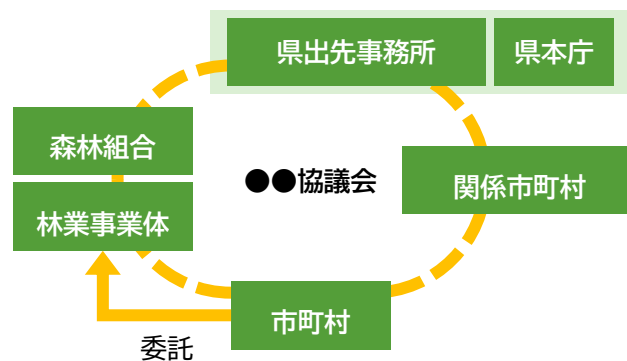 県出先事務所
県本庁
森林組合
●●協議会
関係市町村
林業事業体
市町村
委託